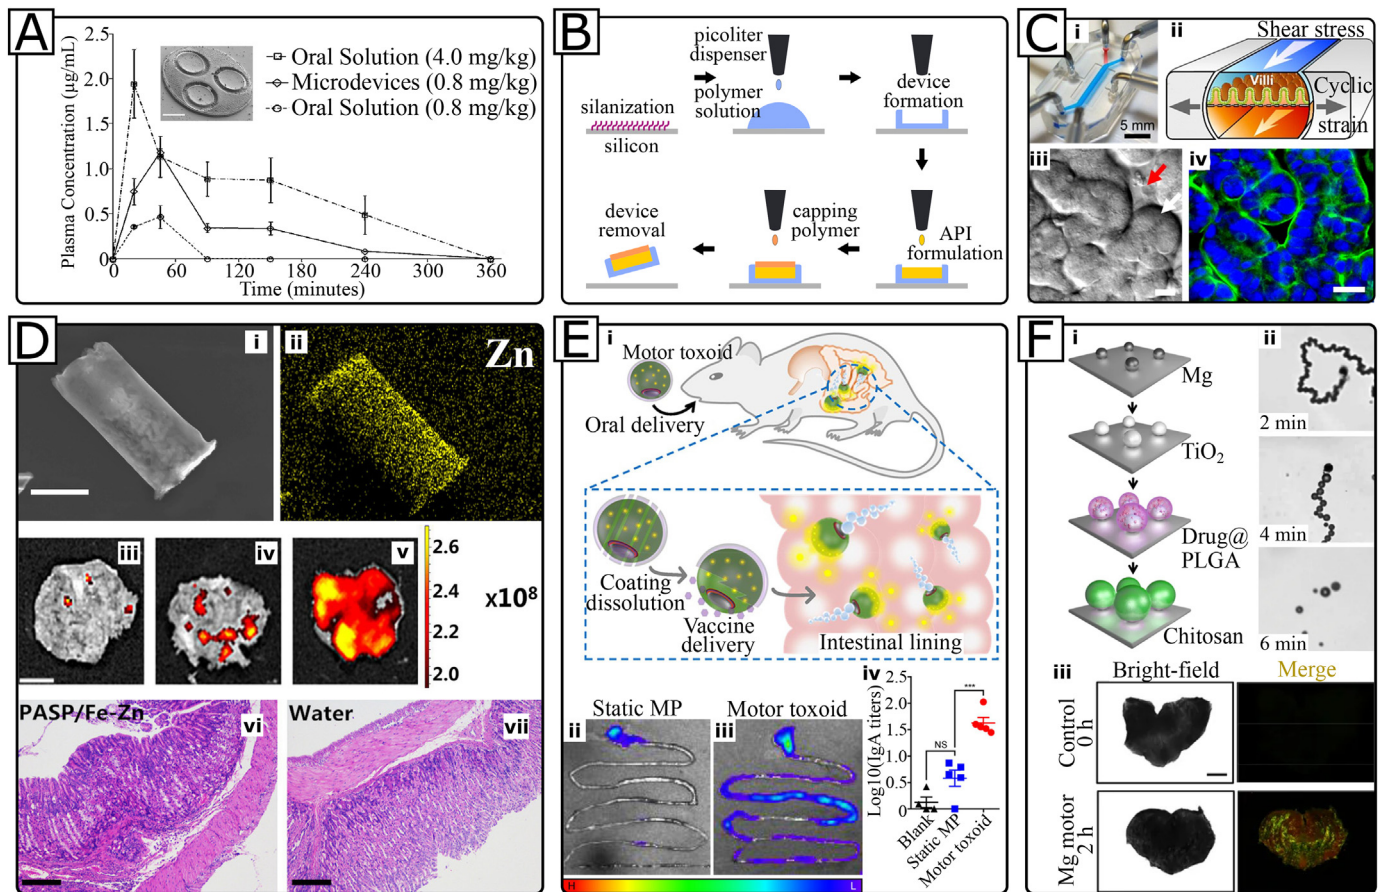 A
2.5
2.0
1.5
1.0
0.5
0
Plasma Concentration (µg/mL)
Oral Solution (4.0 mg/kg)
Microdevices (0.8 mg/kg)
Oral Solution (0.8 mg/kg)
0 60 120 180 240 300 360
Time (minutes)
B
picoliter
dispenser
polymer
solution
silanization
silicon
device
formation
device
removal
capping
polymer
API
formulation
C
i
5 mm
ii
Shear stress
Villi
Cyclic
strain
iii
iv
D
i
ii
Zn
iii
iv
v
2.6
2.4
2.2
2.0
x10⁸
PASP/Fe-Zn
vi
Water
vii
E
i
Motor toxoid
Oral delivery
Coating
dissolution
Vaccine
delivery
Intestinal lining
Static MP
ii
Motor toxoid
iii
H
L
iv
Log10(IgA titers)
2.5
2.0
1.5
1.0
0.5
0
NS
***
Blank
Static MP
Motor toxoid
F
i
Mg
TiO₂
Drug@
PLGA
Chitosan
ii
2 min
4 min
6 min
iii
Bright-field
Merge
Control
0 h
Mg motor
2 h